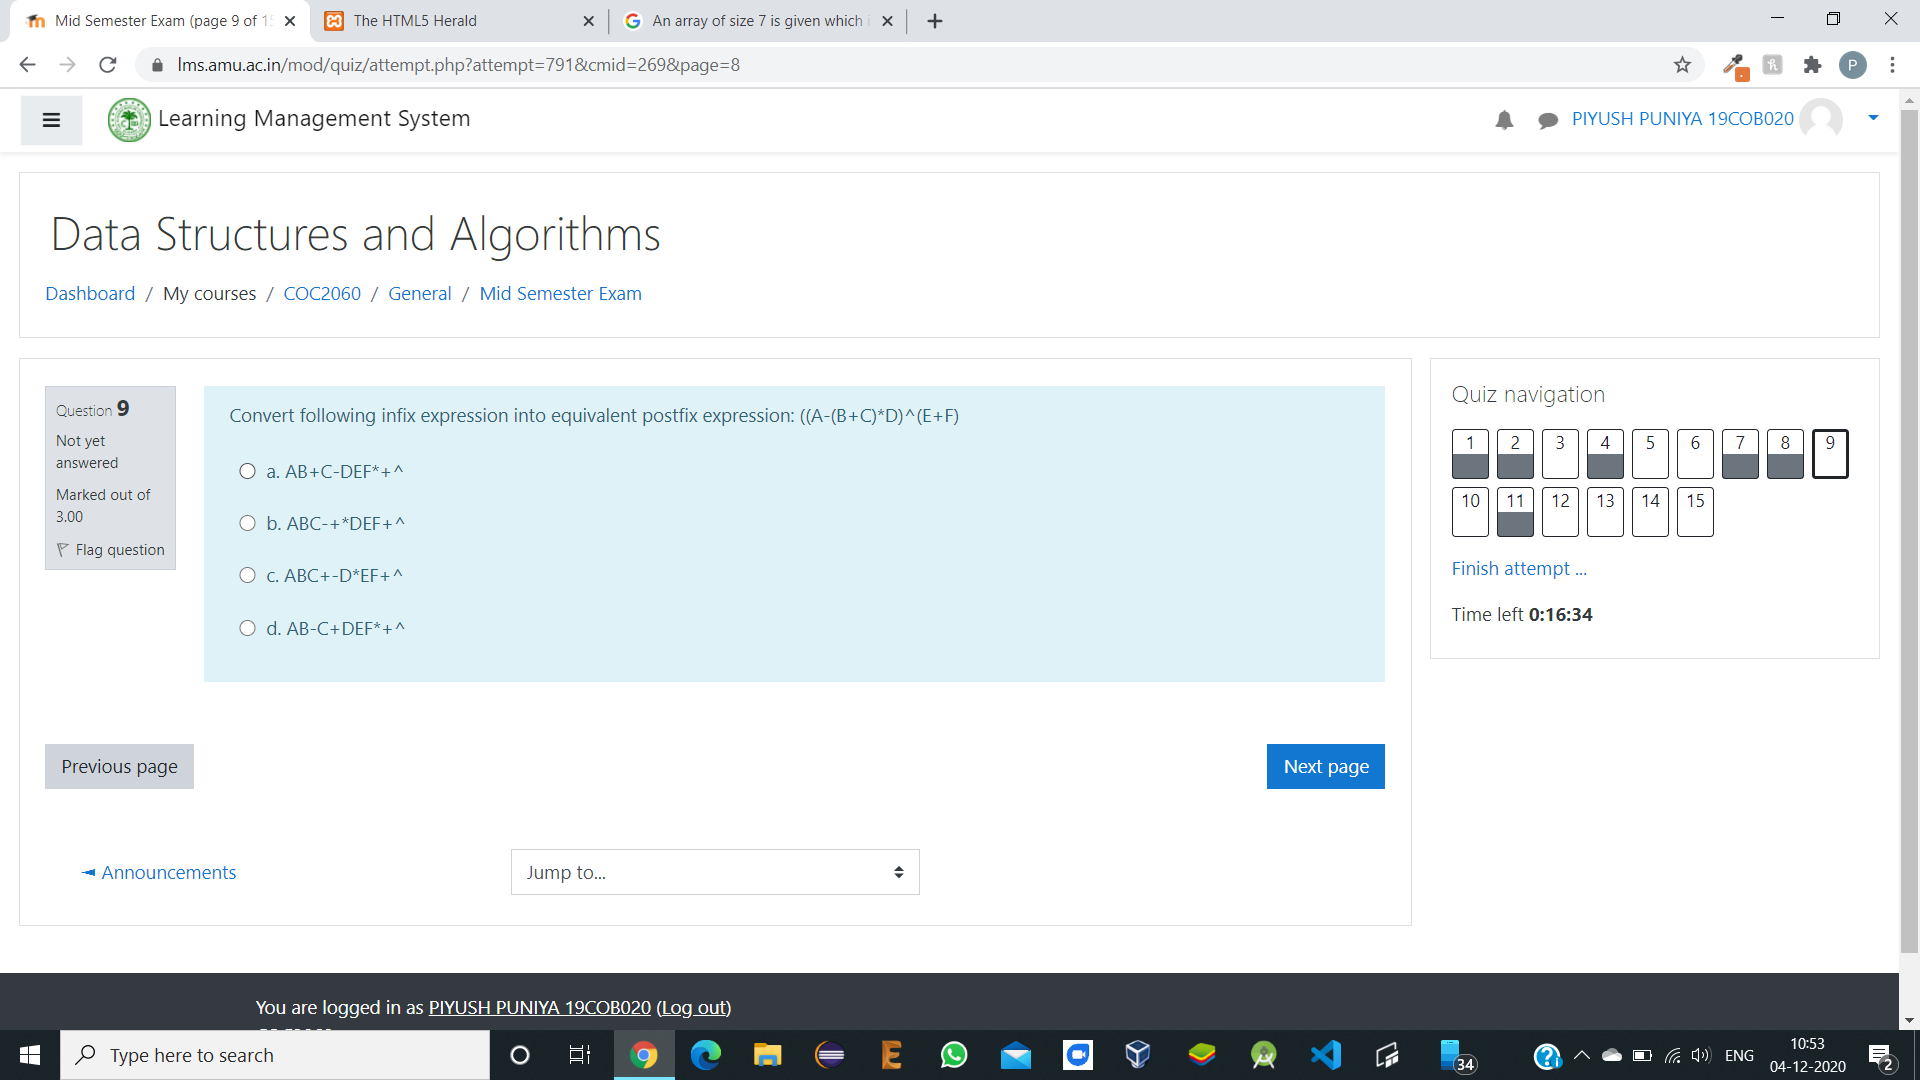 Mid Semester Exam (page 9 of 15
The HTML5 Herald
An array of size 7 is given which i
lms.amu.ac.in/mod/quiz/attempt.php?attempt=791&cmid=269&page=8
P
Learning Management System
PIYUSH PUNIYA 19COB020
Data Structures and Algorithms
Dashboard / My courses / COC2060 / General / Mid Semester Exam
Question 9
Not yet
answered
Marked out of
3.00
Flag question
Convert following infix expression into equivalent postfix expression: ((A-(B+C)*D)^(E+F)
a. AB+C-DEF*+^
b. ABC-+*DEF+^
c. ABC+-D*EF+^
d. AB-C+DEF*+^
Quiz navigation
1 2 3 4 5 6 7 8 9
10 11 12 13 14 15
Finish attempt ...
Time left 0:16:34
Previous page
Next page
◄ Announcements
Jump to...
You are logged in as PIYUSH PUNIYA 19COB020 (Log out)
Type here to search
34
ENG
10:53
04-12-2020
2